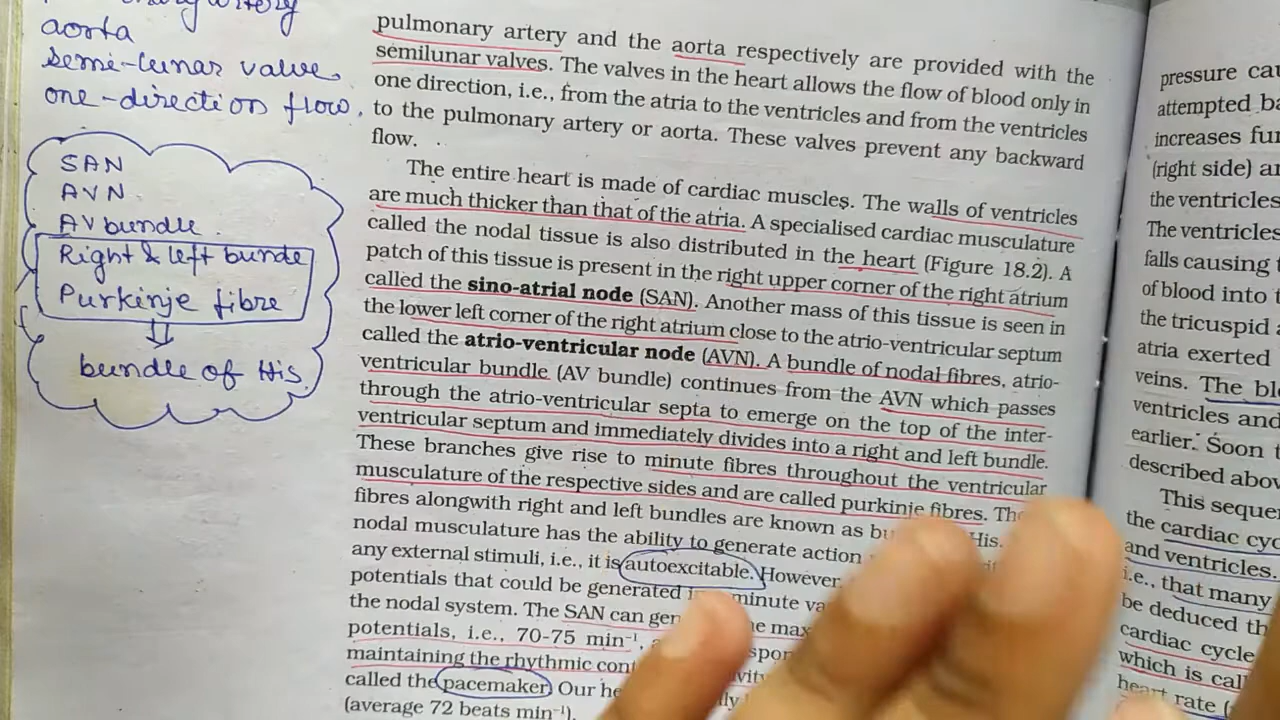 aorta
semi-lunar valve
one-direction flow.
SAN
AVN
AV bundle.
Right & left bunde
Purkinje fibre
bundle of His.
pulmonary artery and the aorta respectively are provided with the
semilunar valves. The valves in the heart allows the flow of blood only in
one direction, i.e., from the atria to the ventricles and from the ventricles
to the pulmonary artery or aorta. These valves prevent any backward
flow.
The entire heart is made of cardiac muscles. The walls of ventricles
are much thicker than that of the atria. A specialised cardiac musculature
called the nodal tissue is also distributed in the heart (Figure 18.2). A
patch of this tissue is present in the right upper corner of the right atrium
called the sino-atrial node (SAN). Another mass of this tissue is seen in
the lower left corner of the right atrium close to the atrio-ventricular septum
called the atrio-ventricular node (AVN). A bundle of nodal fibres, atrio-
ventricular bundle (AV bundle) continues from the AVN which passes
through the atrio-ventricular septa to emerge on the top of the inter-
ventricular septum and immediately divides into a right and left bundle.
These branches give rise to minute fibres throughout the ventricular
musculature of the respective sides and are called purkinje fibres.
fibres alongwith right and left bundles are known as His.
nodal musculature has the ability to generate action
any external stimuli, i.e., it is autoexcitable. However
potentials that could be generated minute
the nodal system. The SAN can the
potentials, i.e., 70-75 min⁻¹,
maintaining the rhythmic
called the pacemaker. Our
(average 72 beats min⁻¹).
pressure
attempted
increases
(right side)
the ventricles
The ventricles
falls causing
of blood into
the tricuspid
atria exerted
veins. The
ventricles and
earlier. Soon
described
This
the cardiac
and ventricles.
i.e., that many
be deduced
cardiac cycle
which is
heart rate